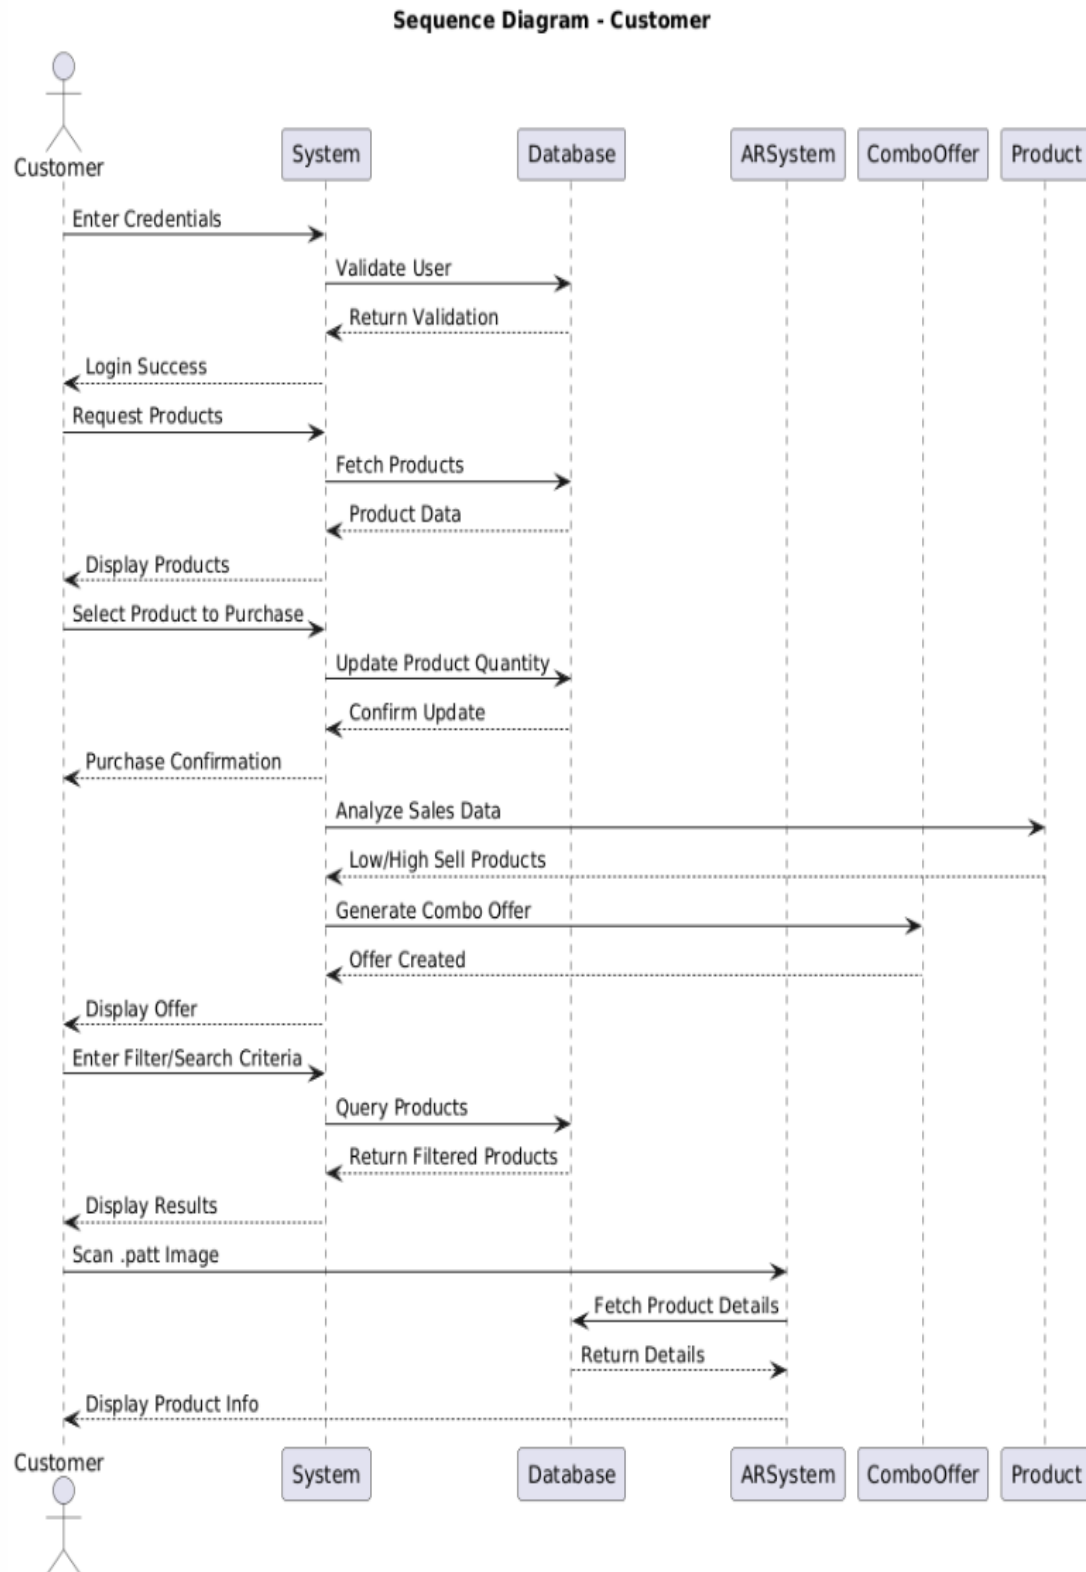 Sequence Diagram - Customer
Customer
System
Database
ARSystem
ComboOffer
Product
Enter Credentials
Validate User
Return Validation
Login Success
Request Products
Fetch Products
Product Data
Display Products
Select Product to Purchase
Update Product Quantity
Confirm Update
Purchase Confirmation
Analyze Sales Data
Low/High Sell Products
Generate Combo Offer
Offer Created
Display Offer
Enter Filter/Search Criteria
Query Products
Return Filtered Products
Display Results
Scan .patt Image
Fetch Product Details
Return Details
Display Product Info
Customer
System
Database
ARSystem
ComboOffer
Product